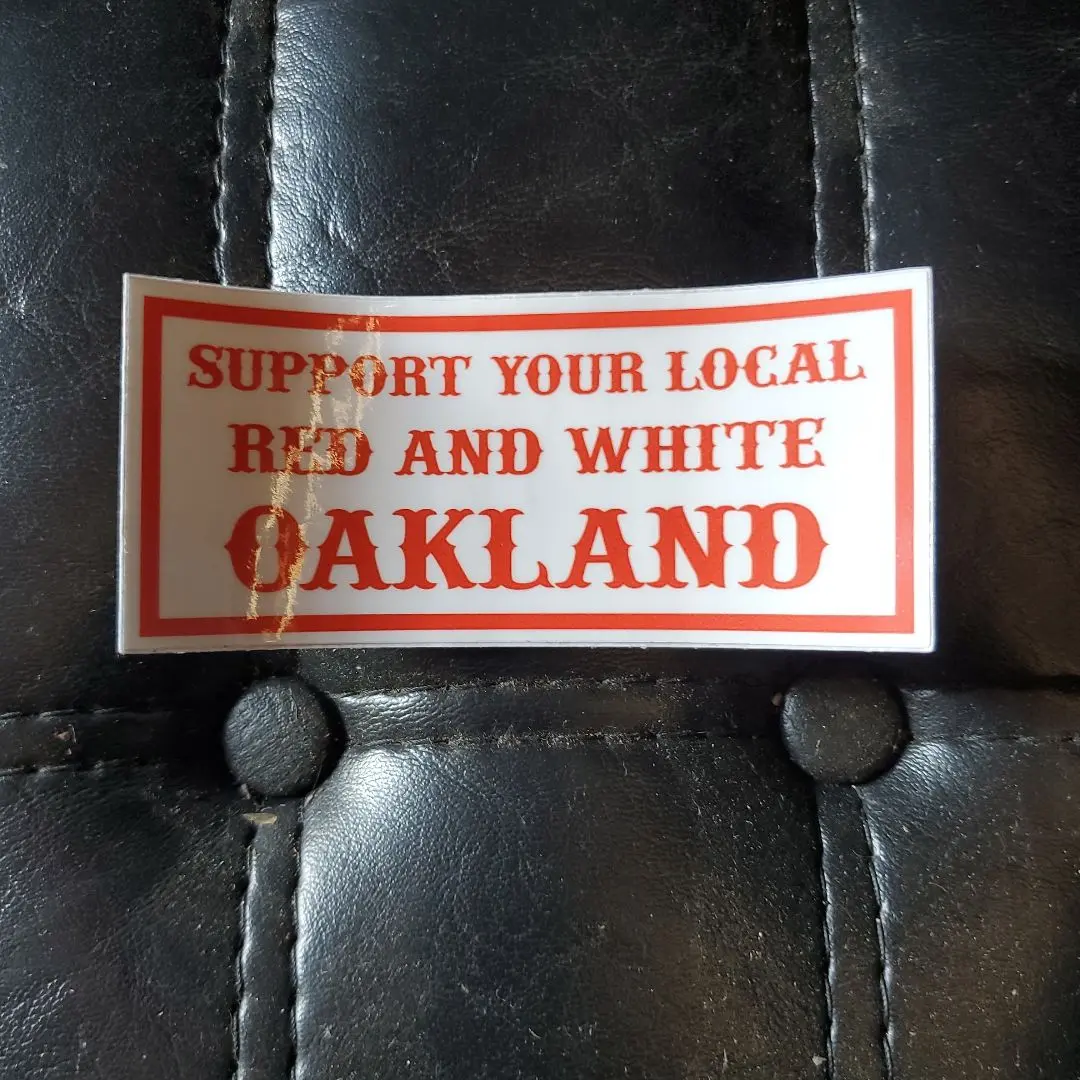 SUPPORT YOUR LOCAL
RED AND WHITE
OAKLAND